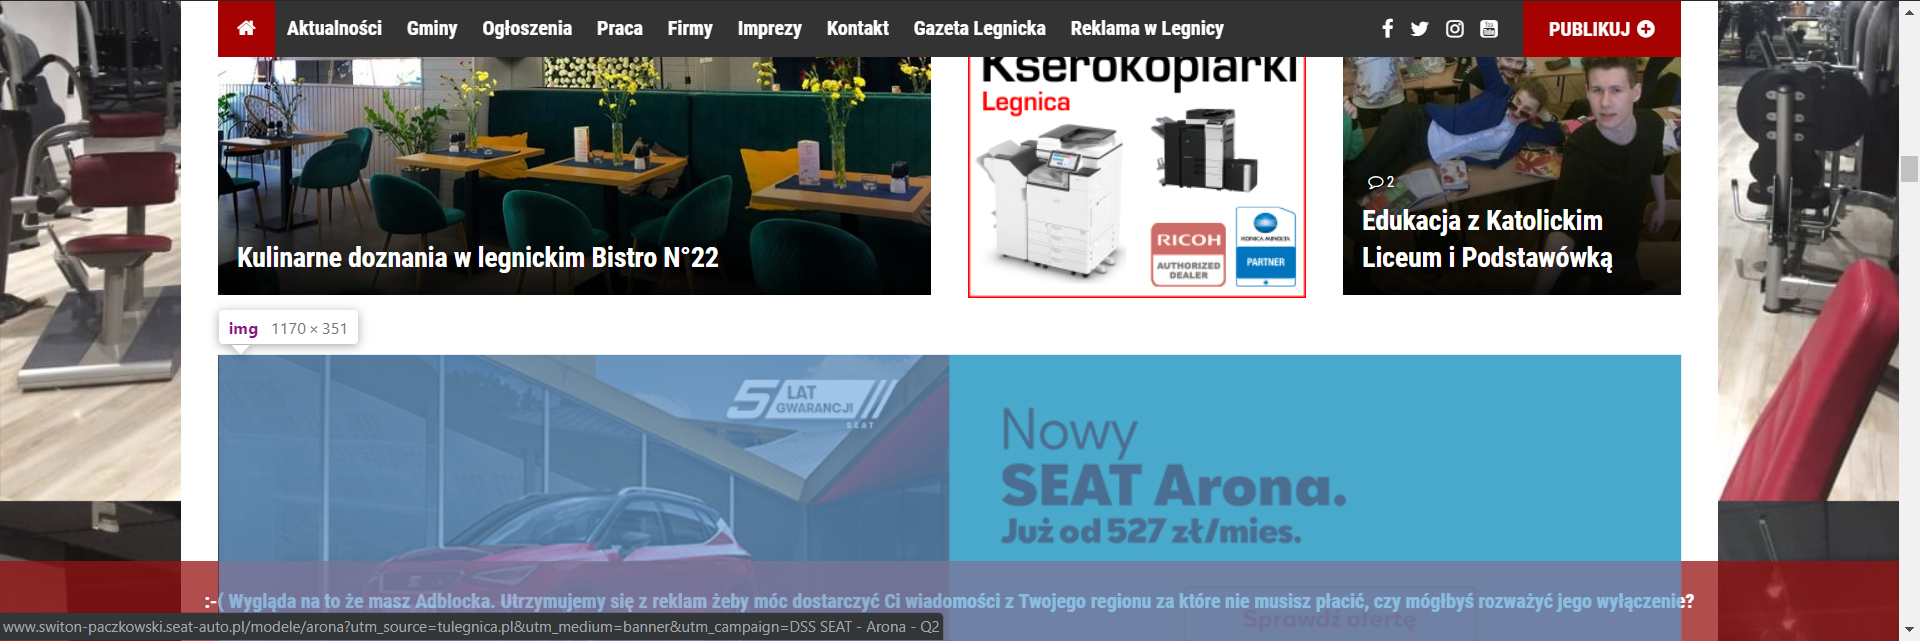 Aktualności Gminy Ogłoszenia Praca Firmy Imprezy Kontakt Gazeta Legnicka Reklama w Legnicy PUBLIKUJ
Kserokopiarki
Legnica
2
Edukacja z Katolickim
Liceum i Podstawówką
Kulinarne doznania w legnickim Bistro N°22
RICOH
AUTHORIZED
DEALER
KONICA MINOLTA
PARTNER
img 1170 × 351
5 LAT
GWARANCJI
SEAT
Nowy
SEAT Arona.
Już od 527 zł/mies.
:-( Wygląda na to że masz Adblocka. Utrzymujemy się z reklam żeby móc dostarczyć Ci wiadomości z Twojego regionu za które nie musisz płacić, czy mógłbyś rozważyć jego wyłączenie?
Sprawdź ofertę
www.switon-paczkowski.seat-auto.pl/modele/arona?utm_source=tulegnica.pl&utm_medium=banner&utm_campaign=DSS SEAT - Arona - Q2